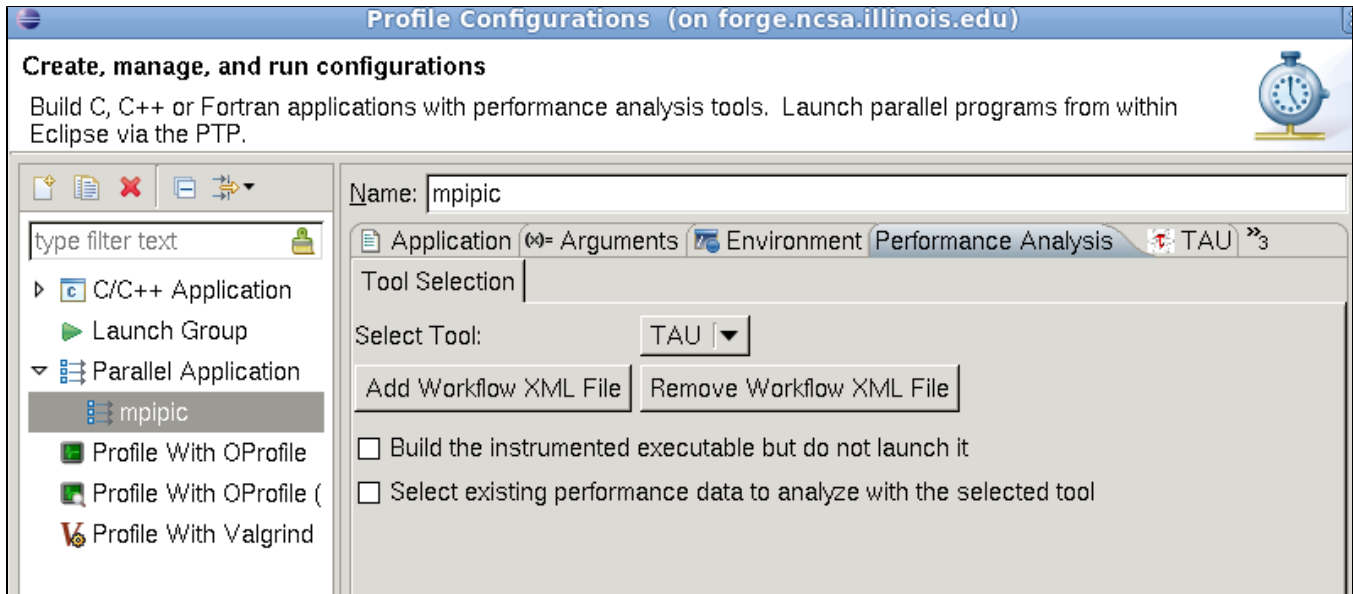 Profile Configurations (on forge.ncsa.illinois.edu)
Create, manage, and run configurations
Build C, C++ or Fortran applications with performance analysis tools. Launch parallel programs from within
Eclipse via the PTP.
type filter text
C/C++ Application
Launch Group
Parallel Application
mpipic
Profile With OProfile
Profile With OProfile (
Profile With Valgrind
Name: mpipic
Application (x)= Arguments Environment Performance Analysis TAU »3
Tool Selection
Select Tool: TAU
Add Workflow XML File Remove Workflow XML File
Build the instrumented executable but do not launch it
Select existing performance data to analyze with the selected tool